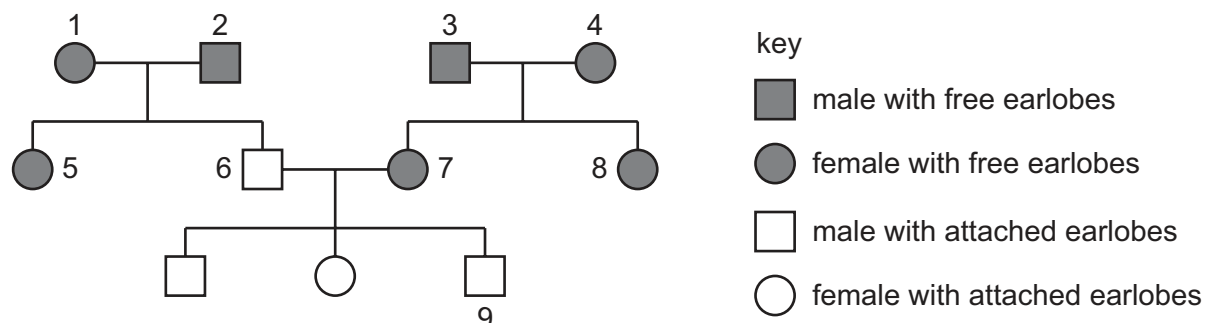 1 2 3 4
key
male with free earlobes
5 6 7 8
female with free earlobes
male with attached earlobes
9
female with attached earlobes